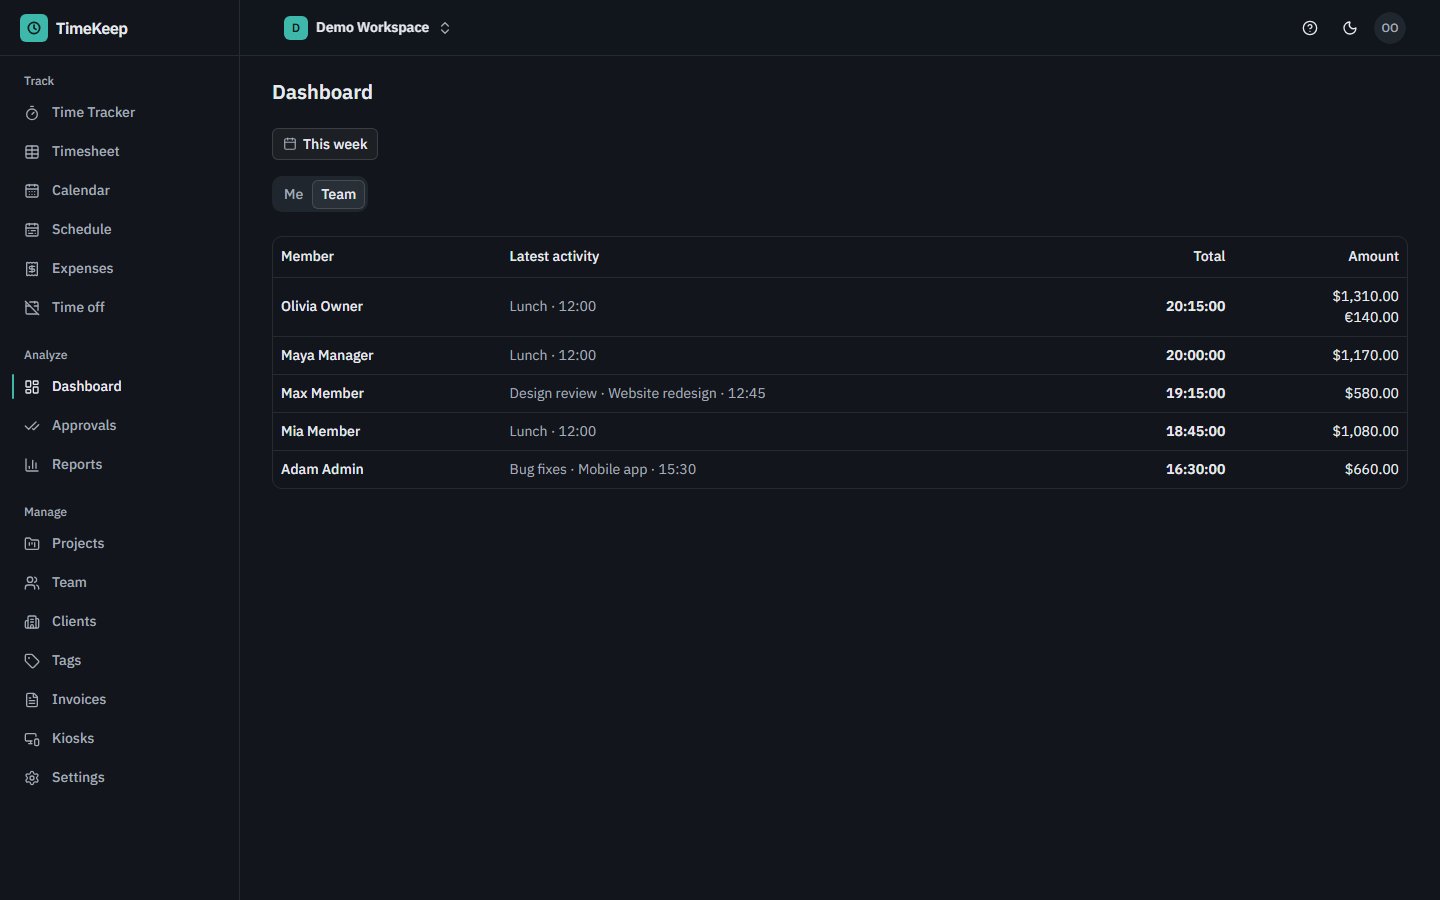 TimeKeep
D Demo Workspace
OO
Track
Time Tracker
Timesheet
Calendar
Schedule
Expenses
Time off
Analyze
Dashboard
Approvals
Reports
Manage
Projects
Team
Clients
Tags
Invoices
Kiosks
Settings
Dashboard
This week
Me Team
Member Latest activity Total Amount
Olivia Owner Lunch · 12:00 20:15:00 $1,310.00
€140.00
Maya Manager Lunch · 12:00 20:00:00 $1,170.00
Max Member Design review · Website redesign · 12:45 19:15:00 $580.00
Mia Member Lunch · 12:00 18:45:00 $1,080.00
Adam Admin Bug fixes · Mobile app · 15:30 16:30:00 $660.00